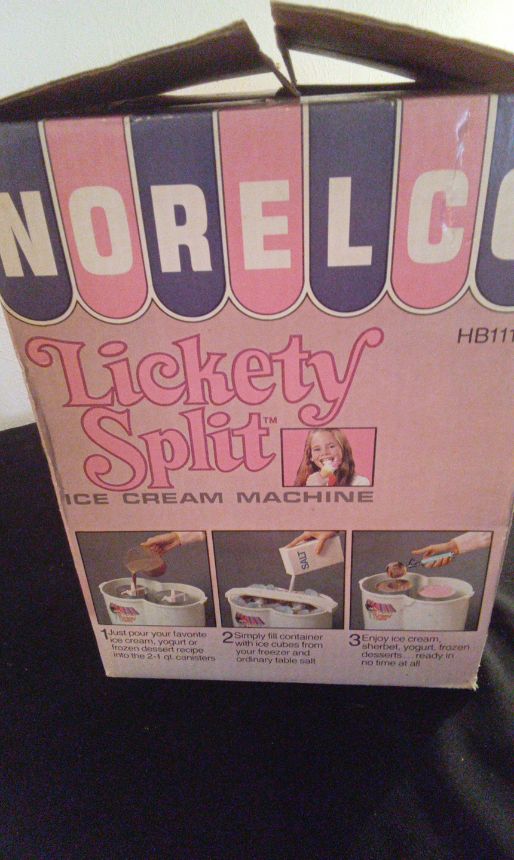 NORELCO
HB111
Lickety
Split™
ICE CREAM MACHINE
SALT
1 Just pour your favorite
ice cream, yogurt or
frozen dessert recipe
into the 2-1 qt. canisters
2 Simply fill container
with ice cubes from
your freezer and
ordinary table salt
3 Enjoy ice cream,
sherbet, yogurt, frozen
desserts... ready in
no time at all